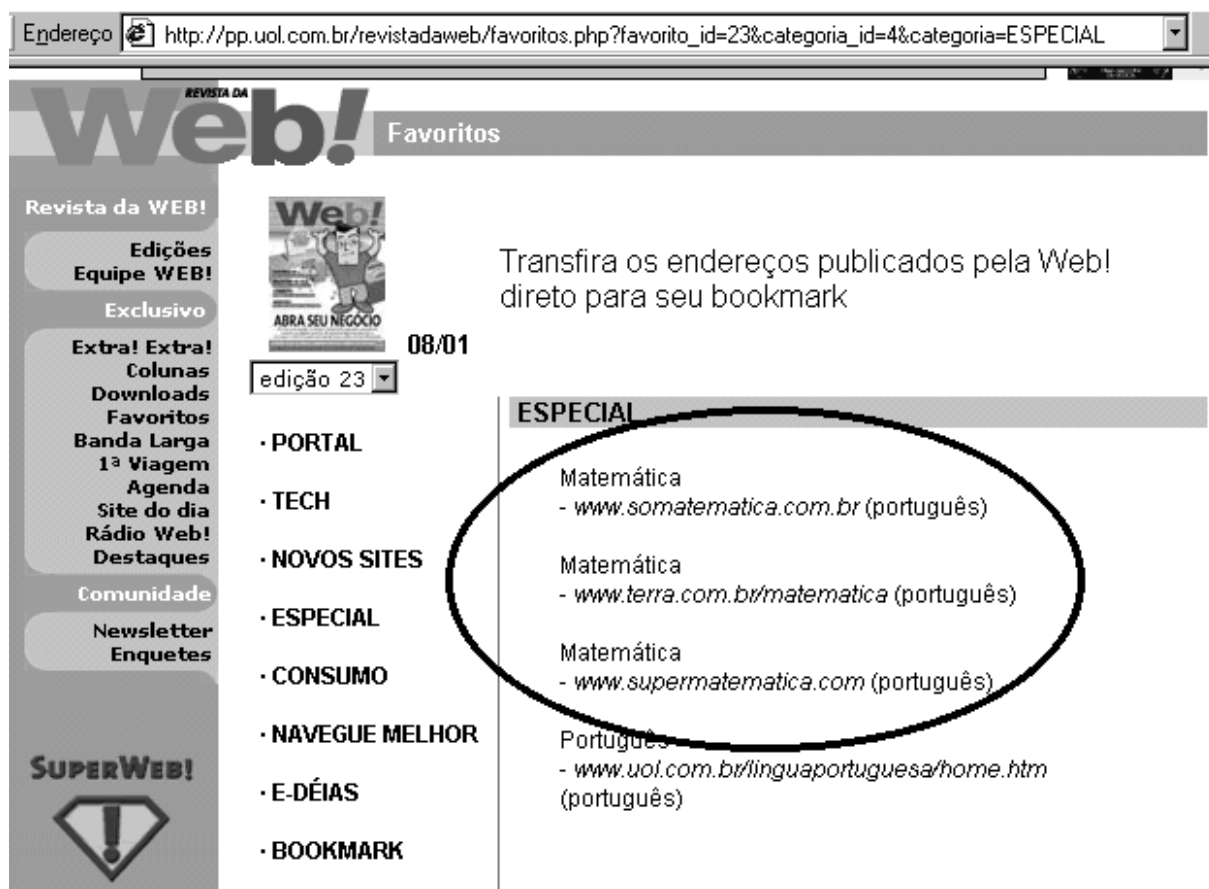 Endereço http://pp.uol.com.br/revistadaweb/favoritos.php?favorito_id=23&categoria_id=4&categoria=ESPECIAL
REVISTA DA
Web!
Favoritos
Revista da WEB!
Edições
Equipe WEB!
Exclusivo
Extra! Extra!
Colunas
Downloads
Favoritos
Banda Larga
1ª Viagem
Agenda
Site do dia
Rádio Web!
Destaques
Comunidade
Newsletter
Enquetes
SUPERWEB!
Web!
ABRA SEU NEGÓCIO
08/01
edição 23
Transfira os endereços publicados pela Web!
direto para seu bookmark
· PORTAL
· TECH
· NOVOS SITES
· ESPECIAL
· CONSUMO
· NAVEGUE MELHOR
· E-DÉIAS
· BOOKMARK
ESPECIAL
Matemática
- www.somatematica.com.br (português)
Matemática
- www.terra.com.br/matematica (português)
Matemática
- www.supermatematica.com (português)
Português
- www.uol.com.br/linguaportuguesa/home.htm
(português)